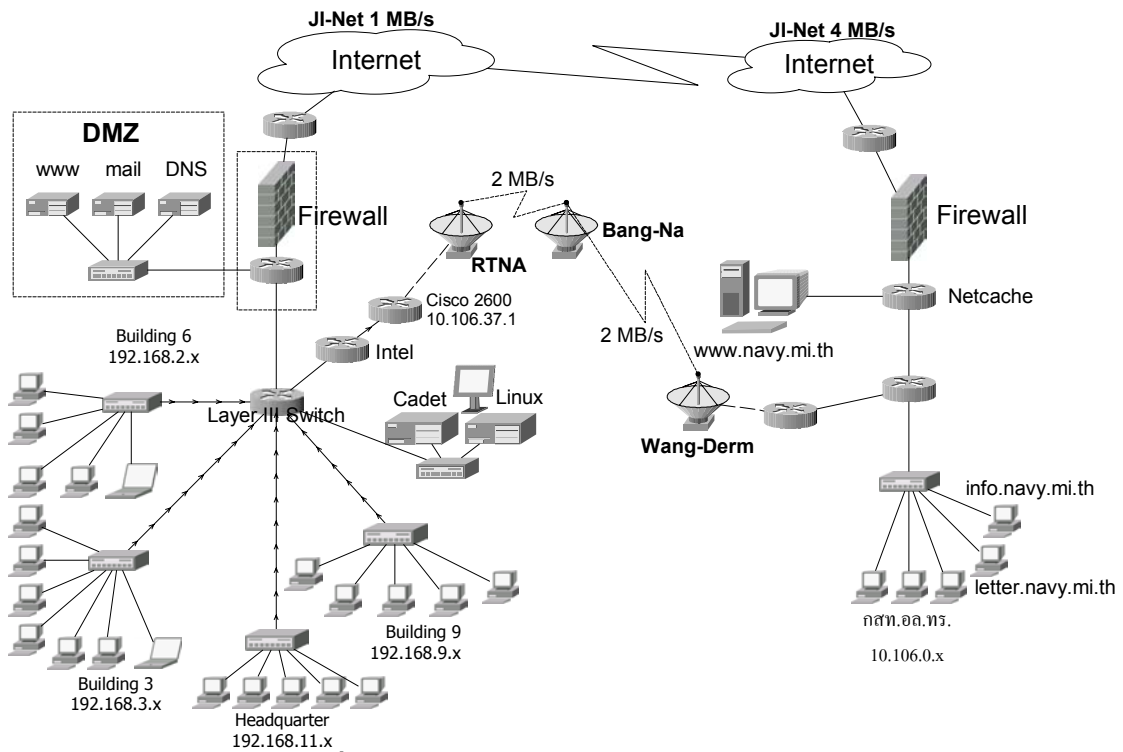 JI-Net 1 MB/s
Internet
JI-Net 4 MB/s
Internet
DMZ
www mail DNS
Firewall
2 MB/s
RTNA
Bang-Na
Firewall
Cisco 2600
10.106.37.1
Intel
2 MB/s
www.navy.mi.th
Netcache
Building 6
192.168.2.x
Layer III Switch
Cadet
Linux
Wang-Derm
info.navy.mi.th
letter.navy.mi.th
กสท.อล.ทร.
10.106.0.x
Building 9
192.168.9.x
Building 3
192.168.3.x
Headquarter
192.168.11.x